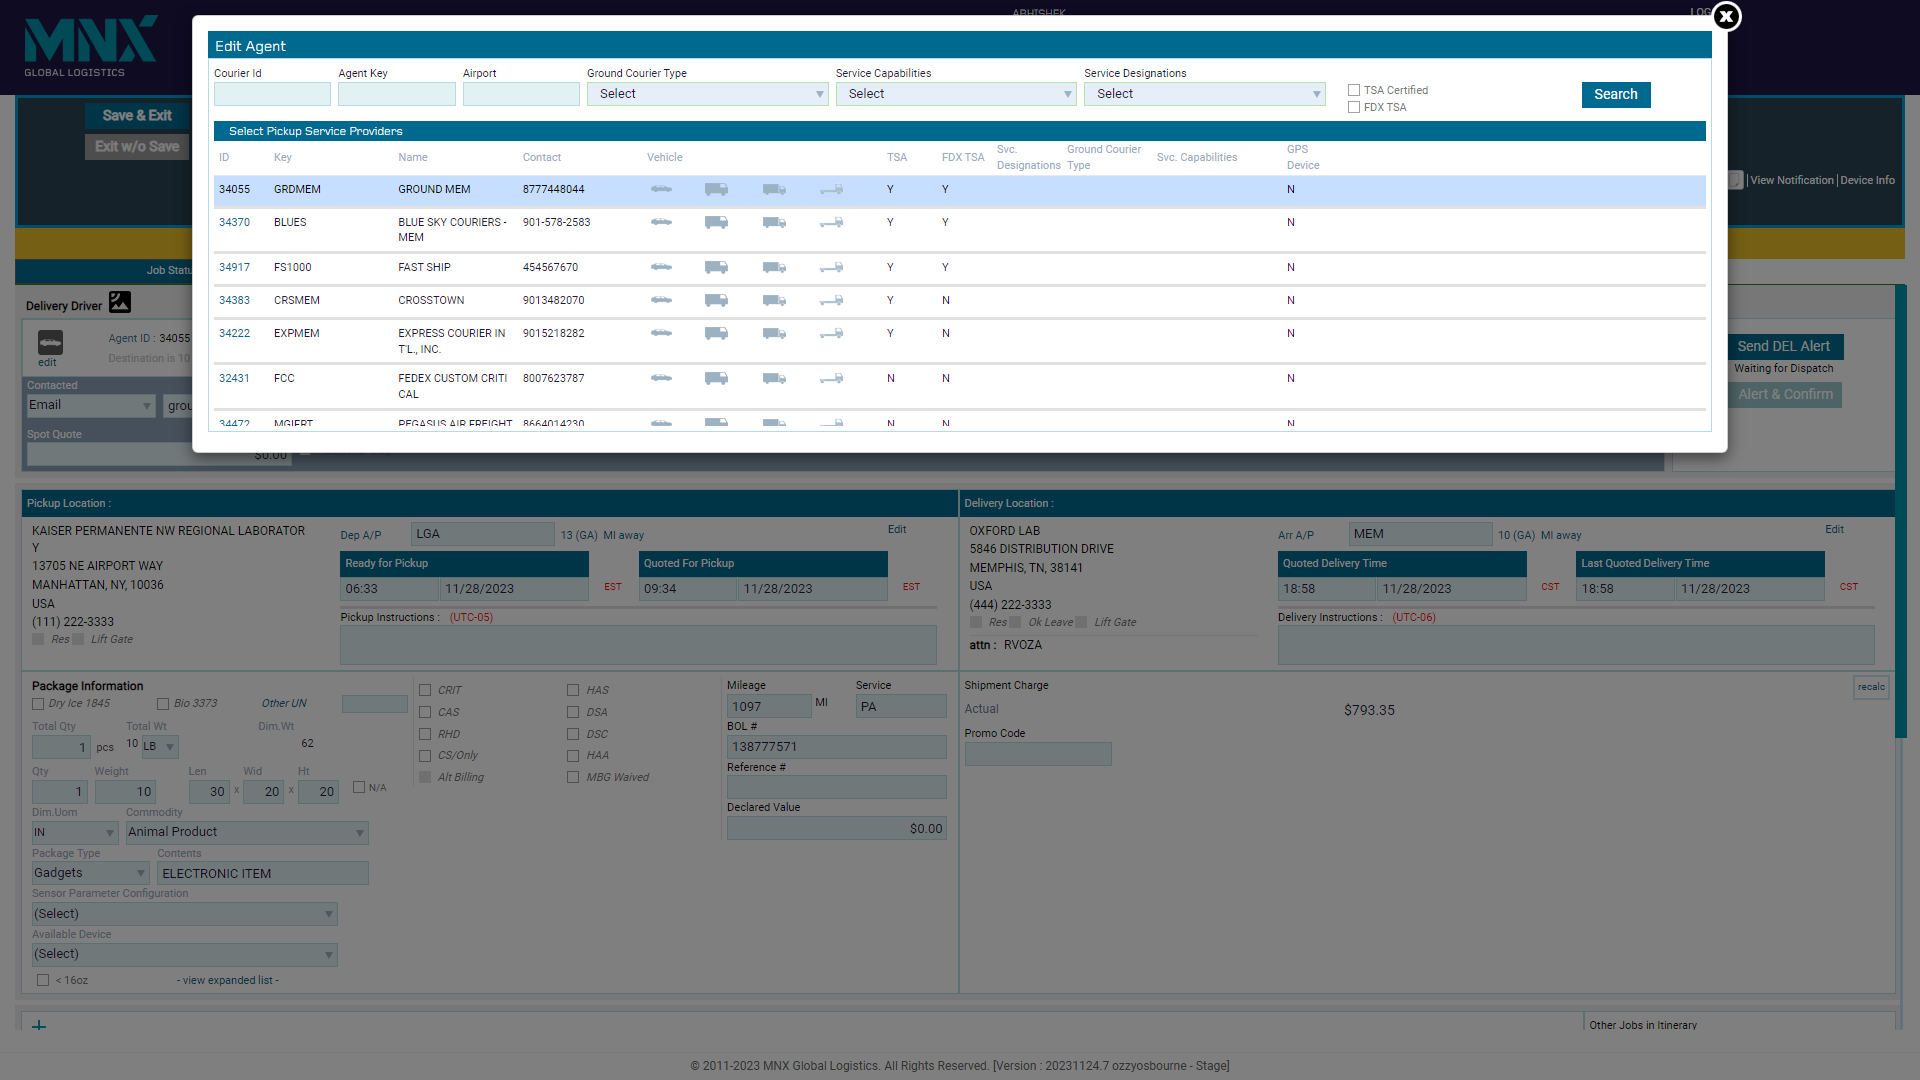 ABHISHEK
MNX
GLOBAL LOGISTICS
Edit Agent
Courier Id
Agent Key
Airport
Ground Courier Type
Service Capabilities
Service Designations
Select
Select
Select
TSA Certified
FDX TSA
Search
Select Pickup Service Providers
ID Key Name Contact Vehicle TSA FDX TSA Svc. Designations Ground Courier Type Svc. Capabilities GPS Device
34055 GRDMEM GROUND MEM 8777448044 Y Y N
34370 BLUES BLUE SKY COURIERS - 901-578-2583 Y Y N
MEM
34917 FS1000 FAST SHIP 454567670 Y Y N
34383 CRSMEM CROSSTOWN 9013482070 Y N N
34222 EXPMEM EXPRESS COURIER IN 9015218282 Y N N
T'L., INC.
32431 FCC FEDEX CUSTOM CRITI 8007623787 N N N
CAL
34472 MGIFRT PEGASUS AIR FREIGHT 8664014230 N N N
Save & Exit
Exit w/o Save
View Notification | Device Info
Delivery Driver
edit
Agent ID : 34055
Destination is 10
Contacted
Email
Spot Quote
$0.00
Send DEL Alert
Waiting for Dispatch
Alert & Confirm
Pickup Location :
KAISER PERMANENTE NW REGIONAL LABORATOR
Y
13705 NE AIRPORT WAY
MANHATTAN, NY, 10036
USA
(111) 222-3333
Res Lift Gate
Dep A/P LGA 13 (GA) MI away
Edit
Ready for Pickup
06:33 11/28/2023 EST
Quoted For Pickup
09:34 11/28/2023 EST
Pickup Instructions : (UTC-05)
Delivery Location :
OXFORD LAB
5846 DISTRIBUTION DRIVE
MEMPHIS, TN, 38141
USA
(444) 222-3333
Res Ok Leave Lift Gate
attn : RVOZA
Arr A/P MEM 10 (GA) MI away
Edit
Quoted Delivery Time
18:58 11/28/2023 CST
Last Quoted Delivery Time
18:58 11/28/2023 CST
Delivery Instructions : (UTC-06)
Package Information
Dry Ice 1845 Bio 3373 Other UN
Total Qty Total Wt Dim.Wt
1 pcs 10 LB 62
Qty Weight Len Wid Ht
1 10 30 x 20 x 20 N/A
Dim.Uom Commodity
IN Animal Product
Package Type Contents
Gadgets ELECTRONIC ITEM
Sensor Parameter Configuration
(Select)
Available Device
(Select)
< 16oz - view expanded list -
CRIT HAS
CAS DSA
RHD DSC
CS/Only HAA
Alt Billing MBG Waived
Mileage Service
1097 MI PA
BOL #
138777571
Reference #
Declared Value
$0.00
Shipment Charge
recalc
Actual $793.35
Promo Code
Other Jobs in Itinerary
© 2011-2023 MNX Global Logistics. All Rights Reserved. [Version : 20231124.7 ozzyosbourne - Stage]